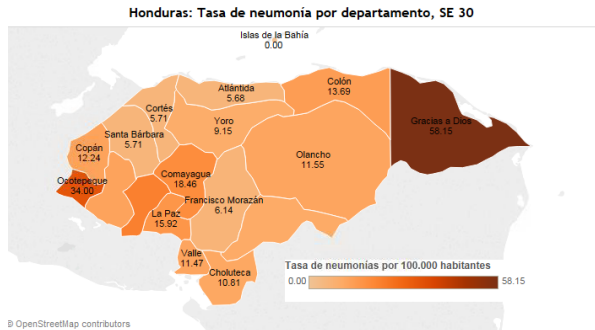 Honduras: Tasa de neumonía por departamento, SE 30
Islas de la Bahía
0.00
Colón
13.69
Atlántida
5.68
Cortés
5.71
Yoro
9.15
Gracias a Dios
58.15
Santa Bárbara
5.71
Copán
12.24
Olancho
11.55
Comayagua
18.46
Ocotepeque
34.00
Francisco Morazán
6.14
La Paz
15.92
Valle
11.47
Choluteca
10.81
Tasa de neumonías por 100.000 habitantes
0.00
58.15
© OpenStreetMap contributors